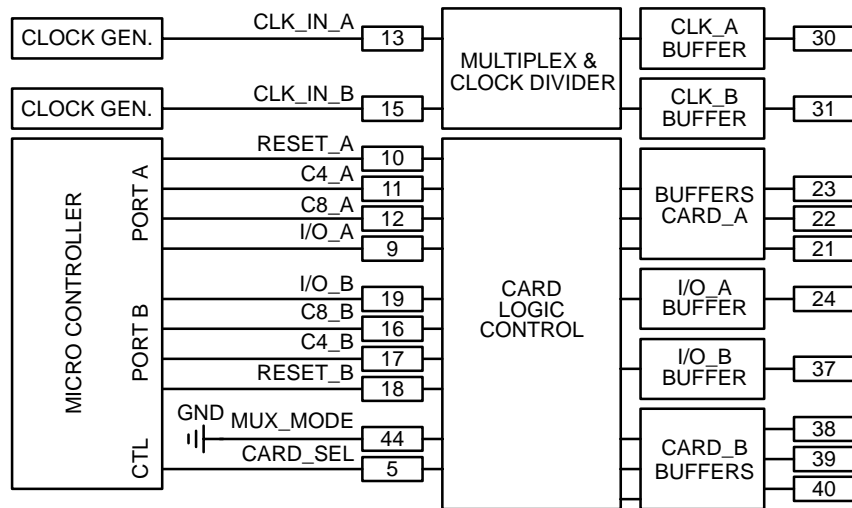 CLOCK GEN.
CLK_IN_A
13
MULTIPLEX &
CLOCK DIVIDER
CLK_A
BUFFER
30
CLOCK GEN.
CLK_IN_B
15
CLK_B
BUFFER
31
MICRO CONTROLLER
PORT A
RESET_A
10
C4_A
11
C8_A
12
I/O_A
9
PORT B
I/O_B
19
C8_B
16
C4_B
17
RESET_B
18
CTL
GND
MUX_MODE
44
CARD_SEL
5
CARD
LOGIC
CONTROL
BUFFERS
CARD_A
23
22
21
I/O_A
BUFFER
24
I/O_B
BUFFER
37
CARD_B
BUFFERS
38
39
40